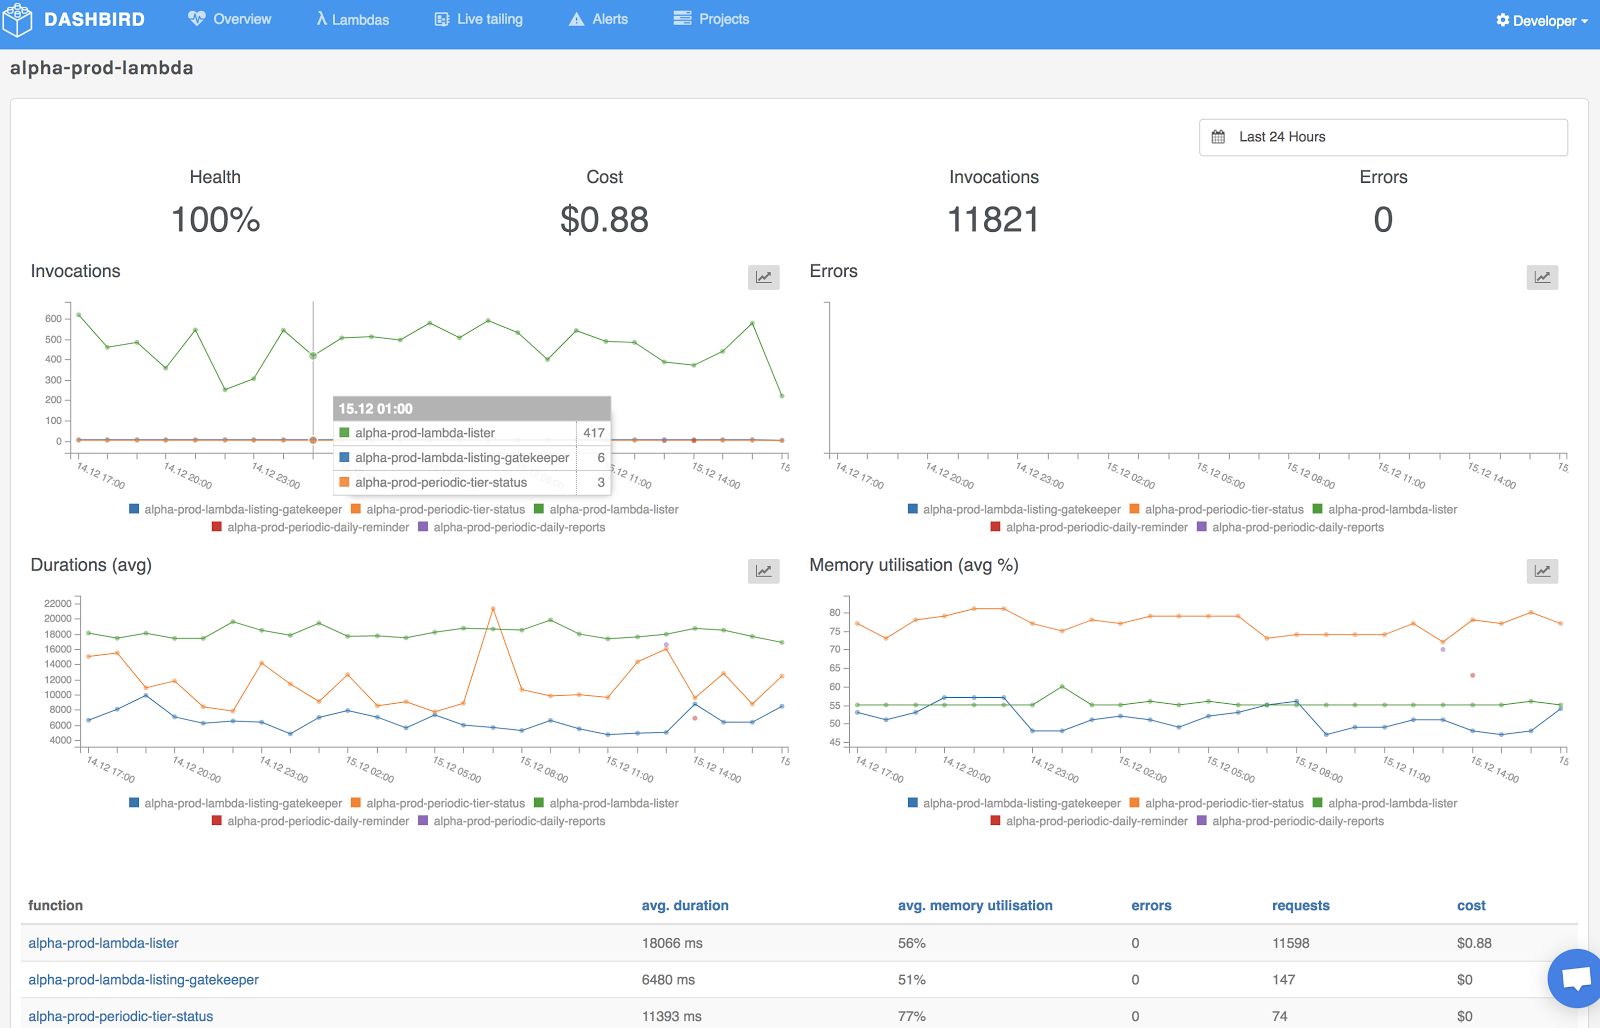 DASHBIRD Overview λ Lambdas Live tailing Alerts Projects Developer
alpha-prod-lambda
Last 24 Hours
Health Cost Invocations Errors
100% $0.88 11821 0
Invocations
600
500
400
300
200
100
0
15.12 01:00
alpha-prod-lambda-lister 417
alpha-prod-lambda-listing-gatekeeper 6
alpha-prod-periodic-tier-status 3
14.12 17:00 14.12 20:00 14.12 23:00 11:00 15.12 14:00 15
alpha-prod-lambda-listing-gatekeeper alpha-prod-periodic-tier-status alpha-prod-lambda-lister
alpha-prod-periodic-daily-reminder alpha-prod-periodic-daily-reports
Errors
14.12 17:00 14.12 20:00 14.12 23:00 15.12 02:00 15.12 05:00 15.12 08:00 15.12 11:00 15.12 14:00 15.
alpha-prod-lambda-listing-gatekeeper alpha-prod-periodic-tier-status alpha-prod-lambda-lister
alpha-prod-periodic-daily-reminder alpha-prod-periodic-daily-reports
Durations (avg)
22000
20000
18000
16000
14000
12000
10000
8000
6000
4000
14.12 17:00 14.12 20:00 14.12 23:00 15.12 02:00 15.12 05:00 15.12 08:00 15.12 11:00 15.12 14:00 15
alpha-prod-lambda-listing-gatekeeper alpha-prod-periodic-tier-status alpha-prod-lambda-lister
alpha-prod-periodic-daily-reminder alpha-prod-periodic-daily-reports
Memory utilisation (avg %)
80
75
70
65
60
55
50
45
14.12 17:00 14.12 20:00 14.12 23:00 15.12 02:00 15.12 05:00 15.12 08:00 15.12 11:00 15.12 14:00 15
alpha-prod-lambda-listing-gatekeeper alpha-prod-periodic-tier-status alpha-prod-lambda-lister
alpha-prod-periodic-daily-reminder alpha-prod-periodic-daily-reports
function avg. duration avg. memory utilisation errors requests cost
alpha-prod-lambda-lister 18066 ms 56% 0 11598 $0.88
alpha-prod-lambda-listing-gatekeeper 6480 ms 51% 0 147 $0
alpha-prod-periodic-tier-status 11393 ms 77% 0 74 $0